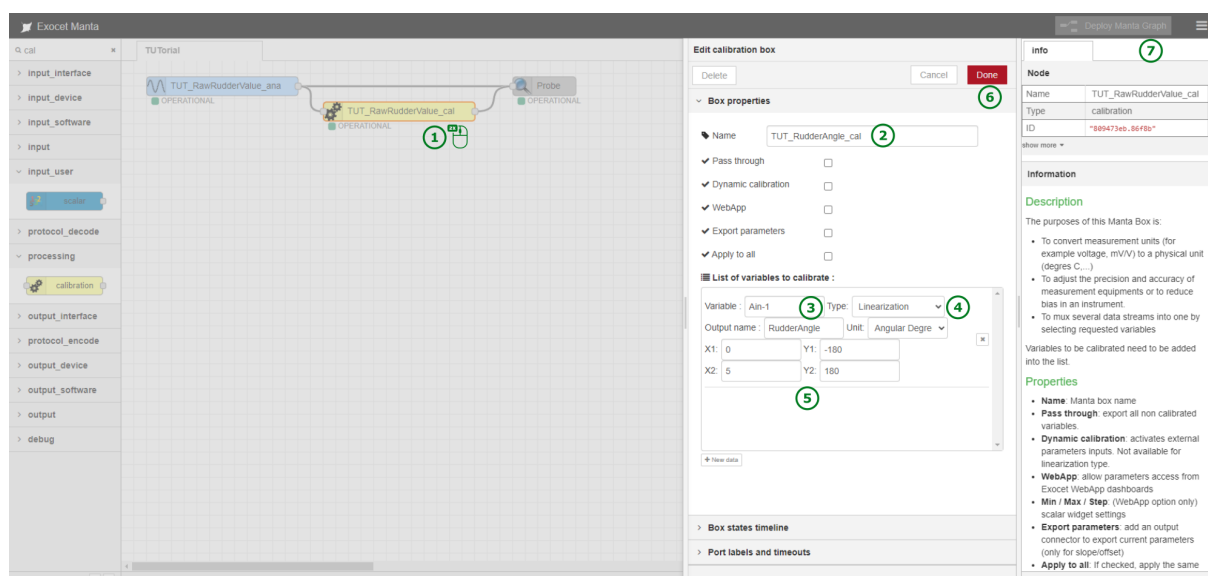 Exocet Manta
Deploy Manta Graph
cal
input_interface
input_device
input_software
input
input_user
scalar
protocol_decode
processing
calibration
output_interface
protocol_encode
output_device
output_software
output
debug
TUTorial
TUT_RawRudderValue_ana
OPERATIONAL
TUT_RawRudderValue_cal
OPERATIONAL
Probe
OPERATIONAL
1
Edit calibration box
Delete
Cancel
Done
6
Box properties
Name
TUT_RudderAngle_cal
2
Pass through
Dynamic calibration
WebApp
Export parameters
Apply to all
List of variables to calibrate :
Variable : Ain-1 3 Type: Linearization 4
Output name : RudderAngle Unit: Angular Degre
X1: 0 Y1: -180
X2: 5 Y2: 180
5
New data
Box states timeline
Port labels and timeouts
info
7
Node
Name TUT_RawRudderValue_cal
Type calibration
ID "809473eb.86f8b"
show more
Information
Description
The purposes of this Manta Box is:
• To convert measurement units (for
example voltage, mV/V) to a physical unit
(degres C,...)
• To adjust the precision and accuracy of
measurement equipments or to reduce
bias in an instrument.
• To mux several data streams into one by
selecting requested variables
Variables to be calibrated need to be added
into the list.
Properties
• Name: Manta box name
• Pass through: export all non calibrated
variables.
• Dynamic calibration: activates external
parameters inputs. Not available for
linearization type.
• WebApp: allow parameters access from
Exocet WebApp dashboards
• Min / Max / Step: (WebApp option only)
scalar widget settings
• Export parameters: add an output
connector to export current parameters
(only for slope/offset)
• Apply to all: If checked, apply the same